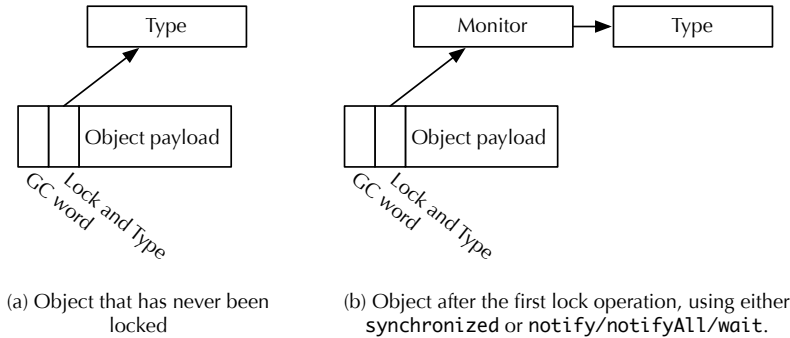 Type
Monitor
Type
Object payload
Object payload
GC word
Lock and Type
GC word
Lock and Type
(a) Object that has never been
locked
(b) Object after the first lock operation, using either
synchronized or notify/notifyAll/wait.